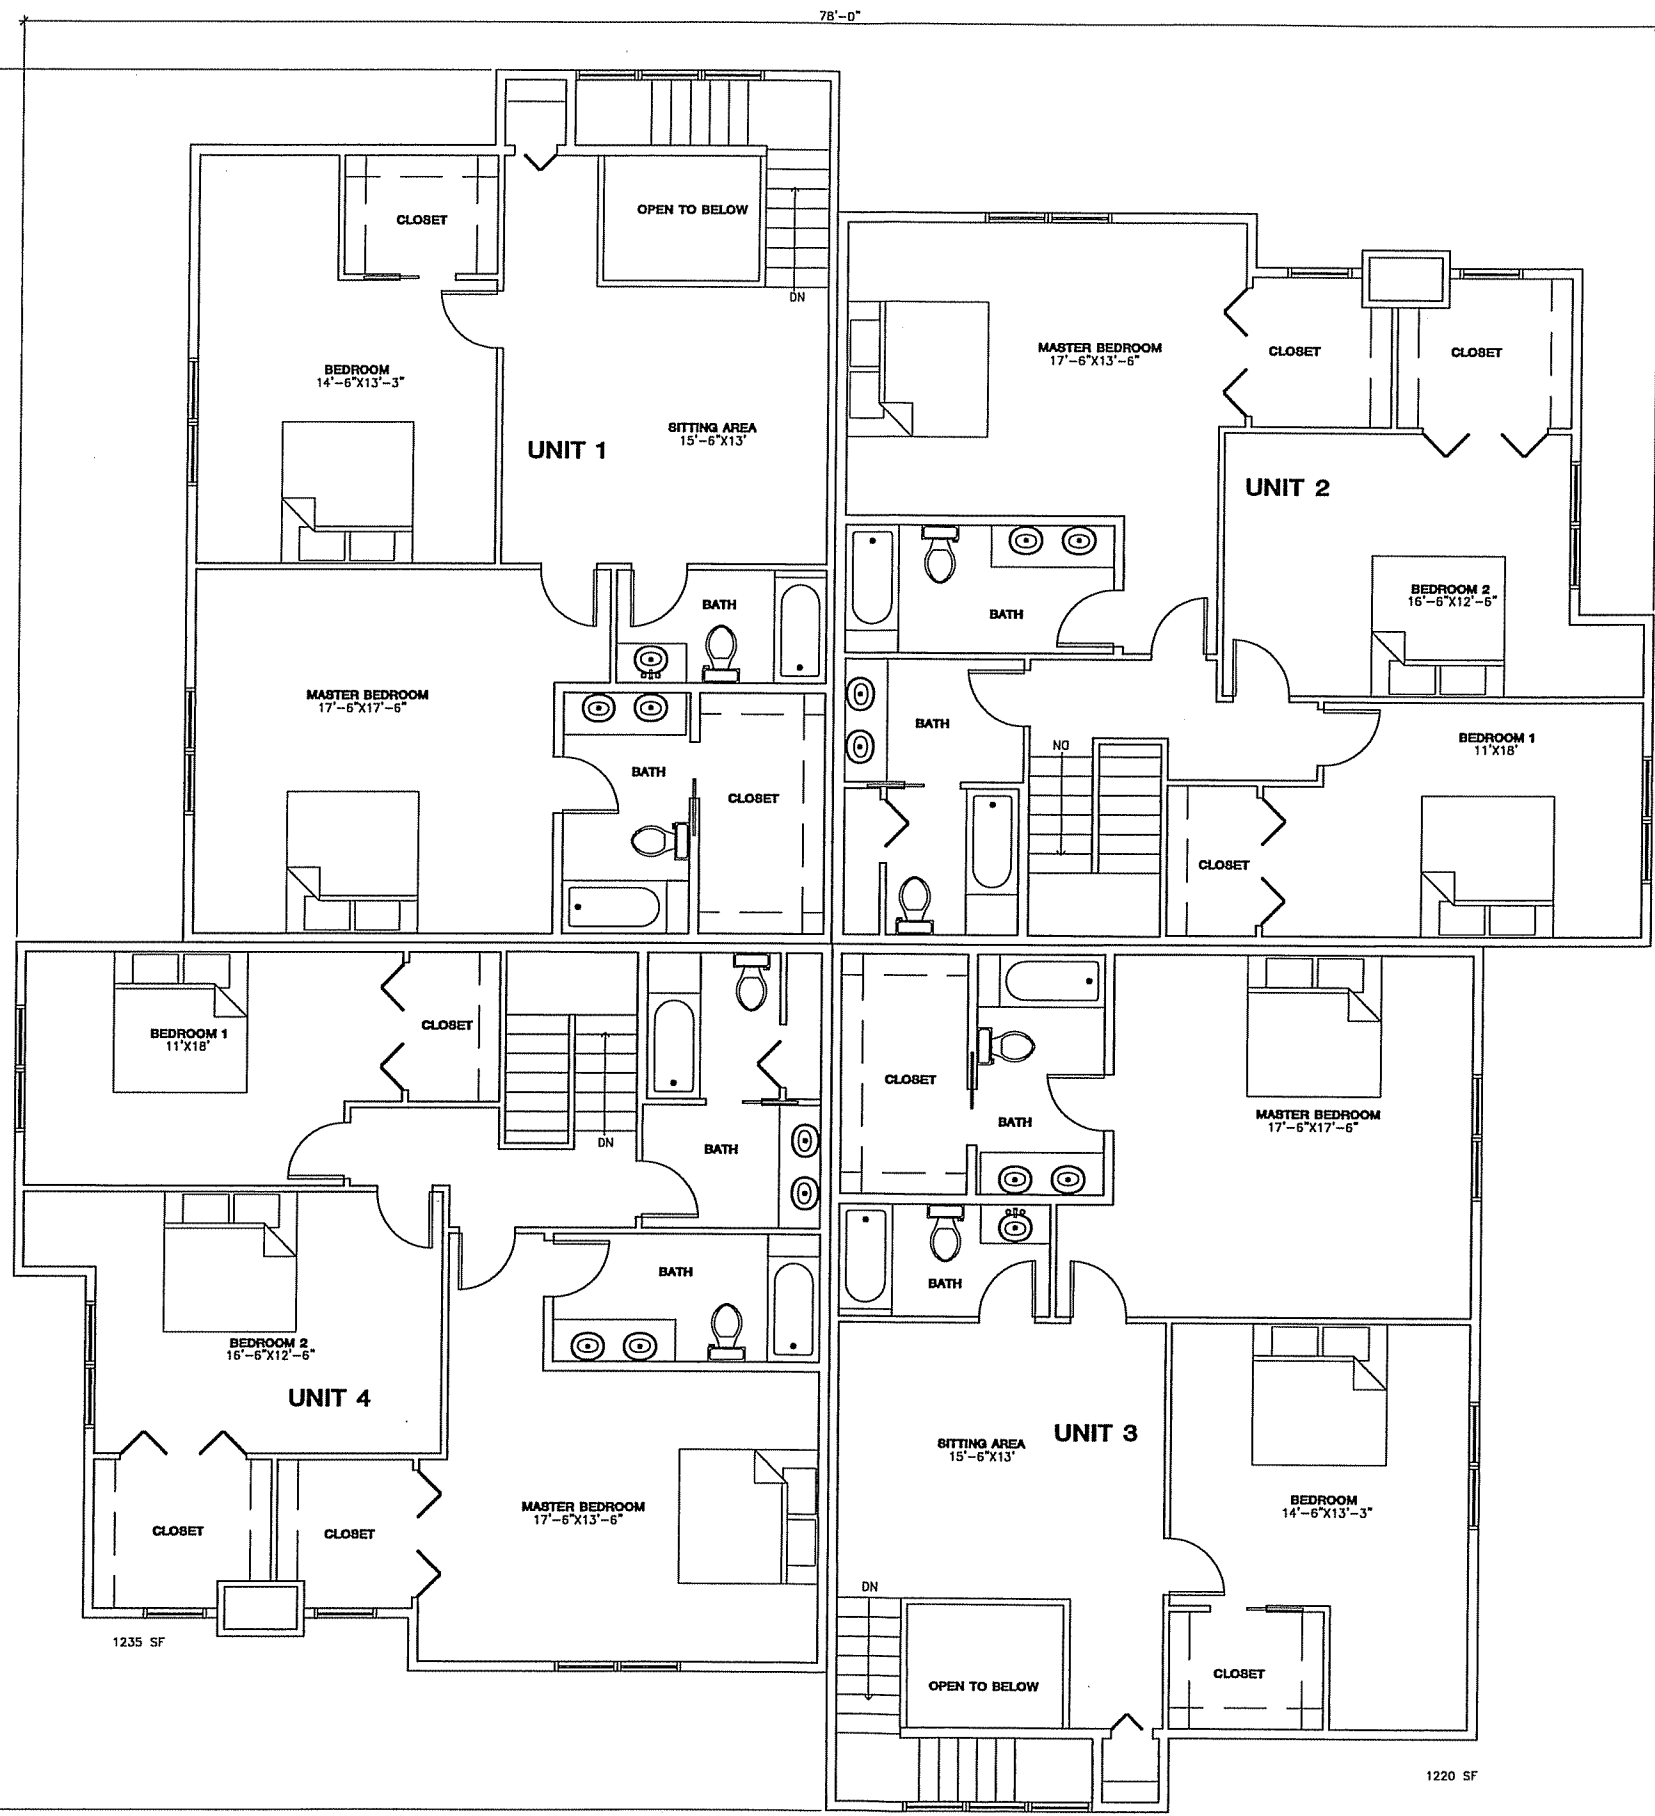 78'-0"
CLOSET
OPEN TO BELOW
DN
BEDROOM
14'-6"X13'-3"
SITTING AREA
15'-6"X13'
UNIT 1
BATH
MASTER BEDROOM
17'-6"X17'-6"
BATH
CLOSET
MASTER BEDROOM
17'-6"X13'-6"
CLOSET
CLOSET
UNIT 2
BEDROOM 2
16'-6"X12'-6"
BATH
BATH
DN
BEDROOM 1
11'X18'
CLOSET
BEDROOM 1
11'X18'
CLOSET
DN
BATH
BATH
BEDROOM 2
16'-6"X12'-6"
UNIT 4
MASTER BEDROOM
17'-6"X13'-6"
CLOSET
CLOSET
1235 SF
CLOSET
BATH
MASTER BEDROOM
17'-6"X17'-6"
BATH
SITTING AREA
15'-6"X13'
UNIT 3
BEDROOM
14'-6"X13'-3"
DN
OPEN TO BELOW
CLOSET
1220 SF